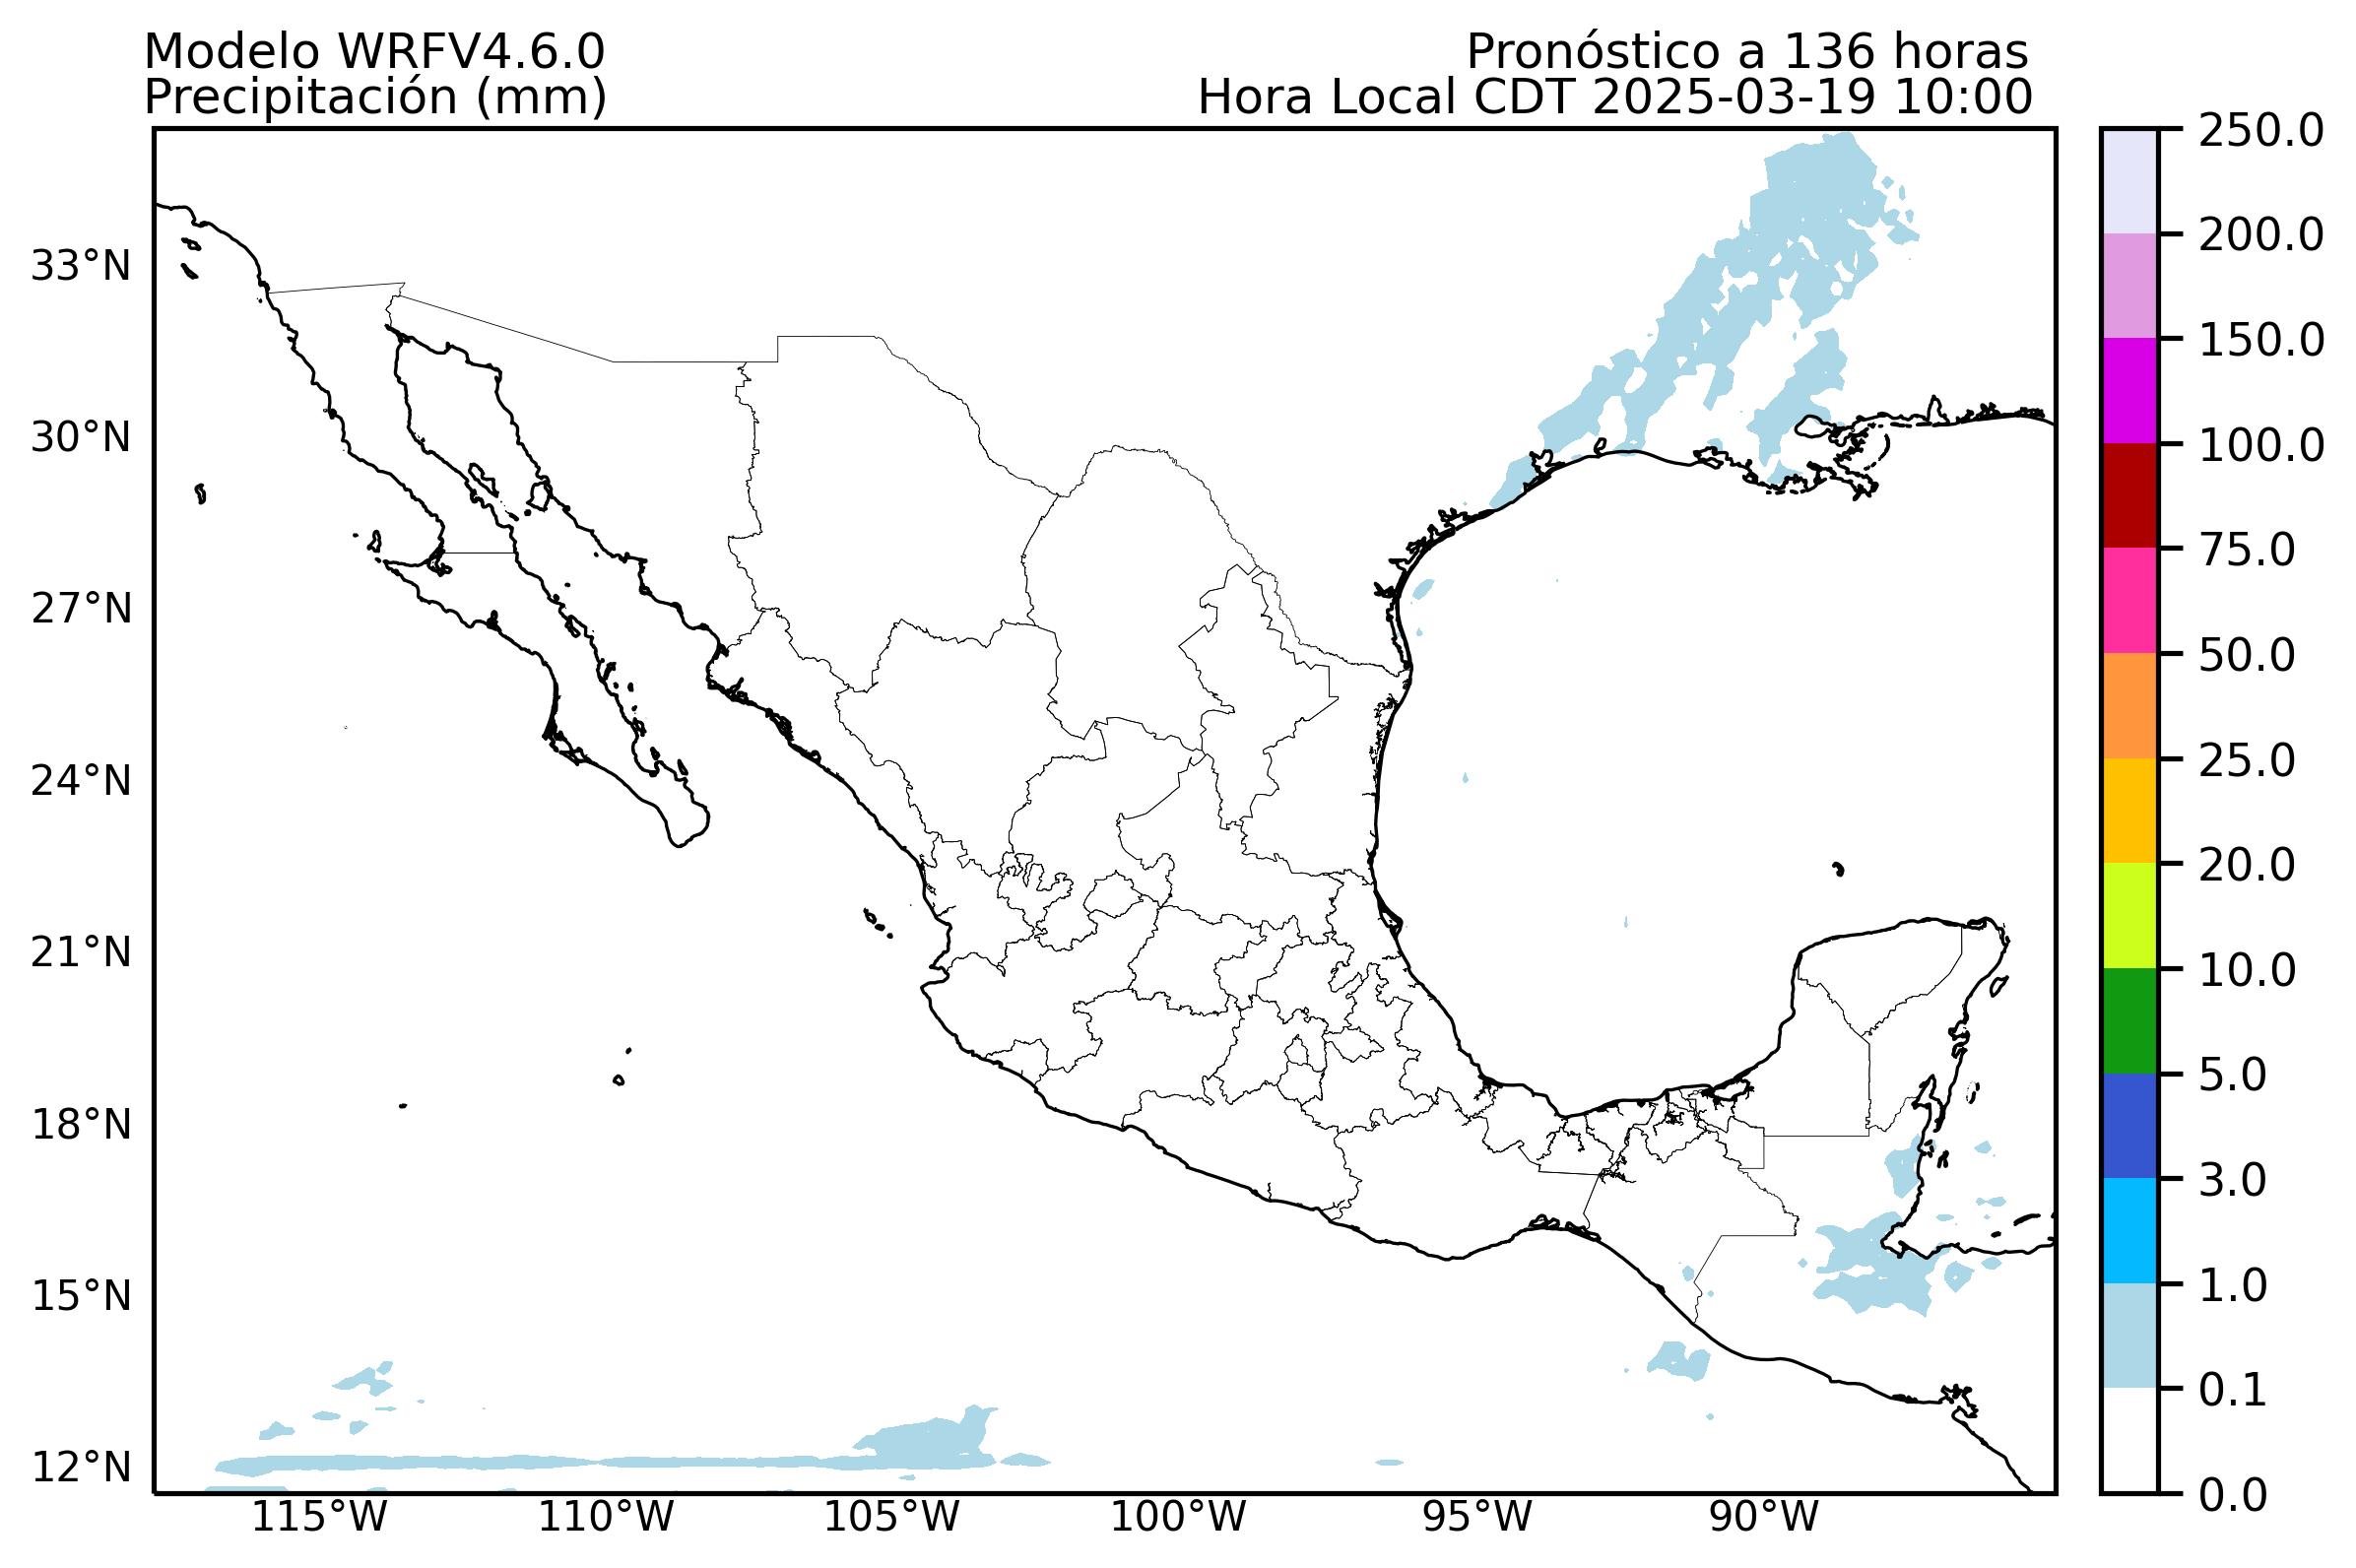 Modelo WRFV4.6.0
Pronóstico a 136 horas
Precipitación (mm)
Hora Local CDT 2025-03-19 10:00
33°N
30°N
27°N
24°N
21°N
18°N
15°N
12°N
115°W
110°W
105°W
100°W
95°W
90°W
250.0
200.0
150.0
100.0
75.0
50.0
25.0
20.0
10.0
5.0
3.0
1.0
0.1
0.0